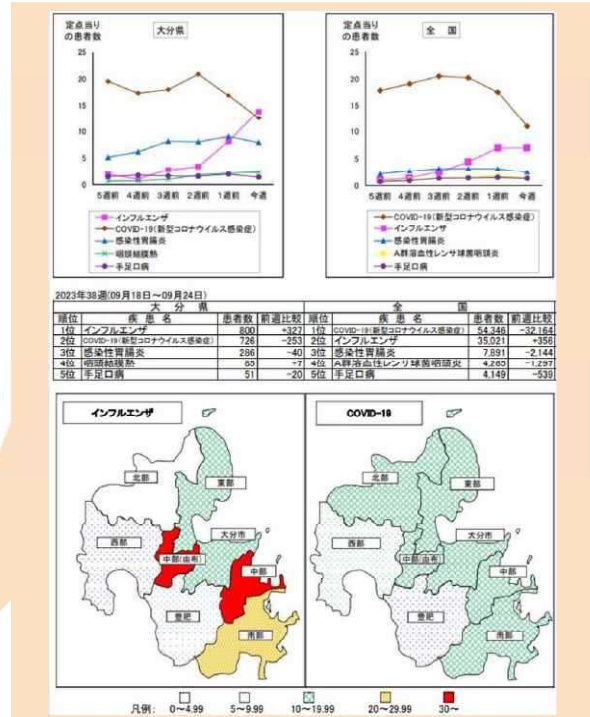 定点当り
の患者数
大分県
25
20
15
10
5
0
5週前 4週前 3週前 2週前 1週前 今週
インフルエンザ
COVID-19(新型コロナウイルス感染症)
感染性胃腸炎
咽頭結膜熱
手足口病
定点当り
の患者数
全 国
25
20
15
10
5
0
5週前 4週前 3週前 2週前 1週前 今週
COVID-19(新型コロナウイルス感染症)
インフルエンザ
感染性胃腸炎
A群溶血性レンサ球菌咽頭炎
手足口病
2023年38週(09月18日〜09月24日)
大 分 県 全 国
順位 疾 患 名 患者数 前週比較 順位 疾 患 名 患者数 前週比較
1位 インフルエンザ 800 +327 1位 COVID-19(新型コロナウイルス感染症) 54,346 -32,164
2位 COVID-19(新型コロナウイルス感染症) 726 -253 2位 インフルエンザ 35,021 +356
3位 感染性胃腸炎 286 -40 3位 感染性胃腸炎 7,891 -2,144
4位 咽頭結膜熱 65 -7 4位 A群溶血性レンサ球菌咽頭炎 4,265 -1,297
5位 手足口病 51 -20 5位 手足口病 4,149 -539
インフルエンザ
北部
東部
西部
大分市
中部(由布)
中部
豊肥
南部
COVID-19
北部
東部
西部
大分市
中部(由布)
中部
豊肥
南部
凡例: 0〜4.99 5〜9.99 10〜19.99 20〜29.99 30〜